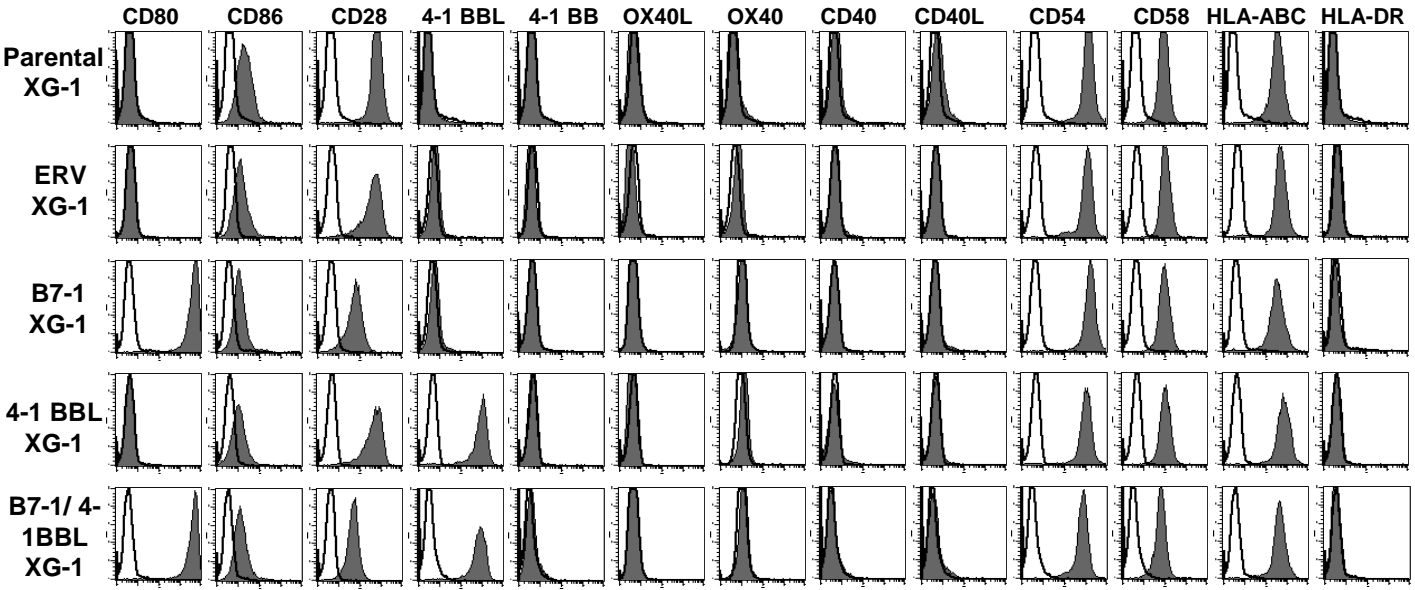 CD80 CD86 CD28 4-1 BBL 4-1 BB OX40L OX40 CD40 CD40L CD54 CD58 HLA-ABC HLA-DR
Parental
XG-1
ERV
XG-1
B7-1
XG-1
4-1 BBL
XG-1
B7-1/ 4-
1BBL
XG-1